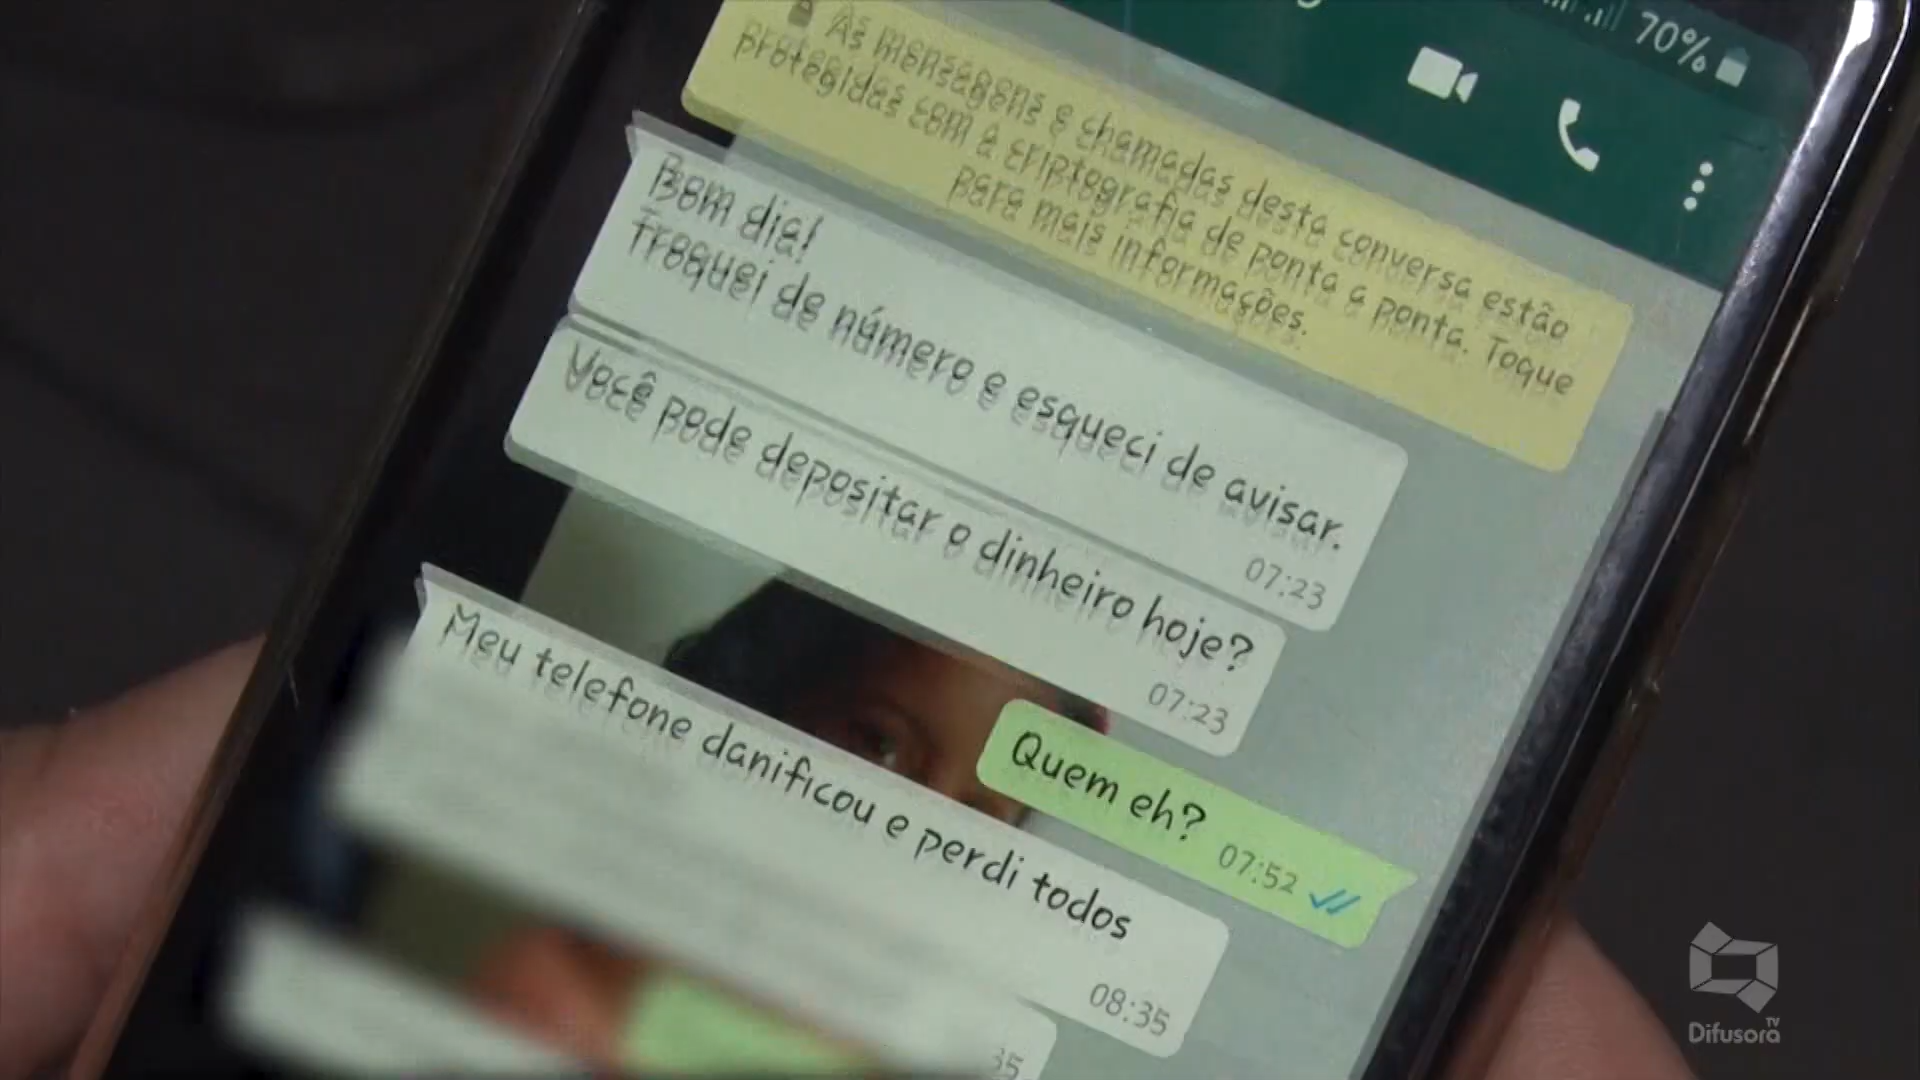 70%
As mensagens e chamadas desta conversa estão
protegidas com a criptografia de ponta a ponta. Toque
para mais informações.
Bom dia!
Troquei de número e esqueci de avisar.
07:23
Você pode depositar o dinheiro hoje?
07:23
Quem eh? 07:52
Meu telefone danificou e perdi todos
08:35
35
Difusora
TV